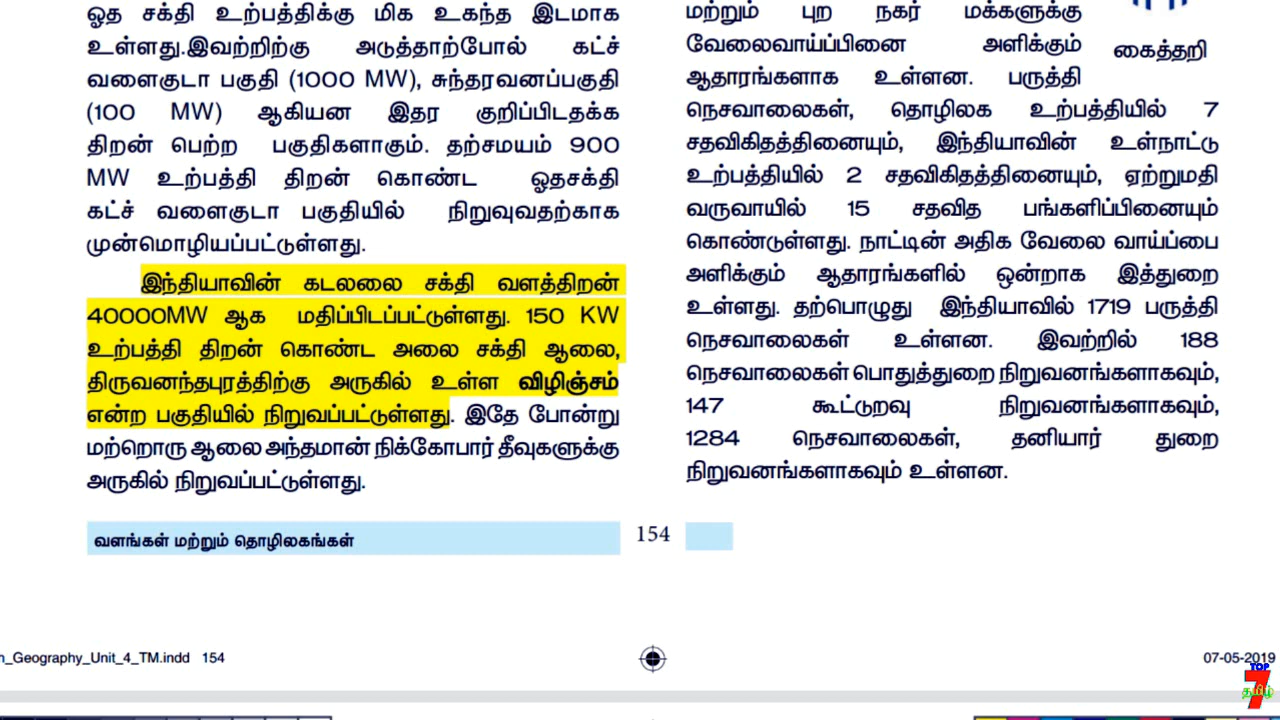 ஓத சக்தி உற்பத்திக்கு மிக உகந்த இடமாக
உள்ளது.இவற்றிற்கு அடுத்தாற்போல் கட்ச்
வளைகுடா பகுதி (1000 MW), சுந்தரவனப்பகுதி
(100 MW) ஆகியன இதர குறிப்பிடதக்க
திறன் பெற்ற பகுதிகளாகும். தற்சமயம் 900
MW உற்பத்தி திறன் கொண்ட ஓதசக்தி
கட்ச் வளைகுடா பகுதியில் நிறுவுவதற்காக
முன்மொழியப்பட்டுள்ளது.
இந்தியாவின் கடலலை சக்தி வளத்திறன்
40000MW ஆக மதிப்பிடப்பட்டுள்ளது. 150 KW
உற்பத்தி திறன் கொண்ட அலை சக்தி ஆலை,
திருவனந்தபுரத்திற்கு அருகில் உள்ள விழிஞ்சம்
என்ற பகுதியில் நிறுவப்பட்டுள்ளது. இதே போன்று
மற்றொரு ஆலை அந்தமான் நிக்கோபார் தீவுகளுக்கு
அருகில் நிறுவப்பட்டுள்ளது.
மற்றும் புற நகர் மக்களுக்கு
வேலைவாய்ப்பினை அளிக்கும்
ஆதாரங்களாக உள்ளன. பருத்தி
நெசவாலைகள், தொழிலக உற்பத்தியில் 7
சதவிகிதத்தினையும், இந்தியாவின் உள்நாட்டு
உற்பத்தியில் 2 சதவிகிதத்தினையும், ஏற்றுமதி
வருவாயில் 15 சதவித பங்களிப்பினையும்
கொண்டுள்ளது. நாட்டின் அதிக வேலை வாய்ப்பை
அளிக்கும் ஆதாரங்களில் ஒன்றாக இத்துறை
உள்ளது. தற்பொழுது இந்தியாவில் 1719 பருத்தி
நெசவாலைகள் உள்ளன. இவற்றில் 188
நெசவாலைகள் பொதுத்துறை நிறுவனங்களாகவும்,
147 கூட்டுறவு நிறுவனங்களாகவும்,
1284 நெசவாலைகள், தனியார் துறை
நிறுவனங்களாகவும் உள்ளன.
கைத்தறி
வளங்கள் மற்றும் தொழிலகங்கள்
154
_Geography_Unit_4_TM.indd 154
07-05-2019
TOP
7
தமிழ்